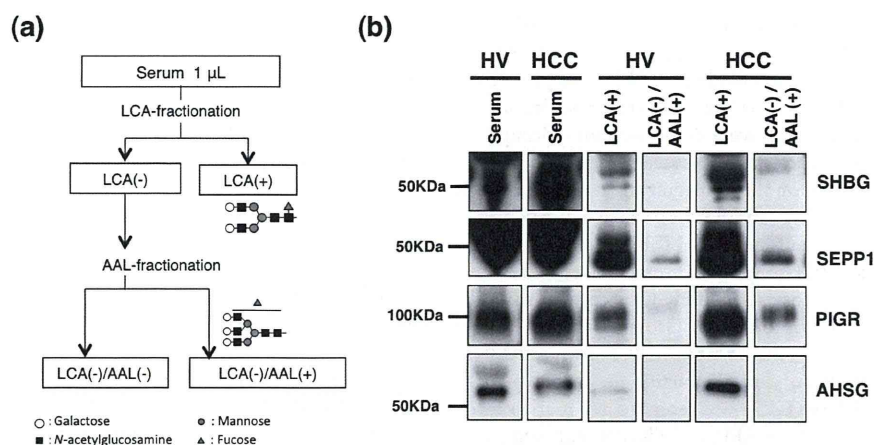 (a)
Serum 1 μL
LCA-fractionation
LCA(-)
LCA(+)
AAL-fractionation
LCA(-)/AAL(-)
LCA(-)/AAL(+)
: Galactose
: Mannose
: N-acetylglucosamine
: Fucose
(b)
HV
HCC
HV
HCC
Serum
Serum
LCA(+)
LCA(-) /
AAL(+)
LCA(+)
LCA(-) /
AAL (+)
50KDa
SHBG
50KDa
SEPP1
100KDa
PIGR
50KDa
AHSG